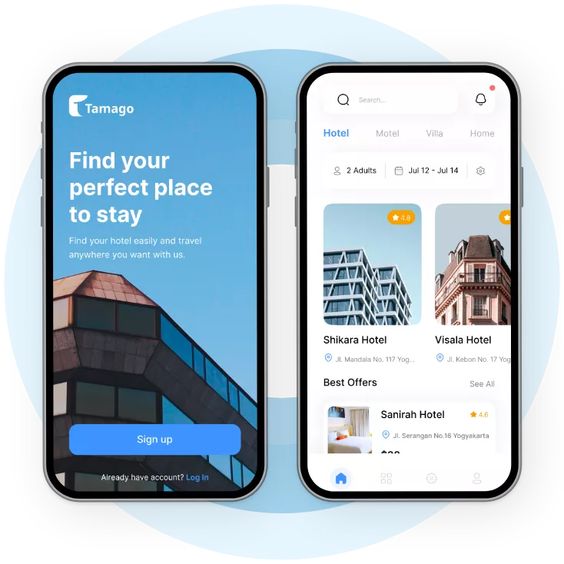 Tamago
Find your
perfect place
to stay
Find your hotel easily and travel
anywhere you want with us.
Sign up
Already have account? Log In
Search...
Hotel Motel Villa Home
2 Adults Jul 12 - Jul 14
4.8
Shikara Hotel Visala Hotel
JL. Mandala No. 117 Yog... Jl. Kebon No. 17 Yog
Best Offers See All
Sanirah Hotel 4.6
Jl. Serangan No.16 Yogyakarta